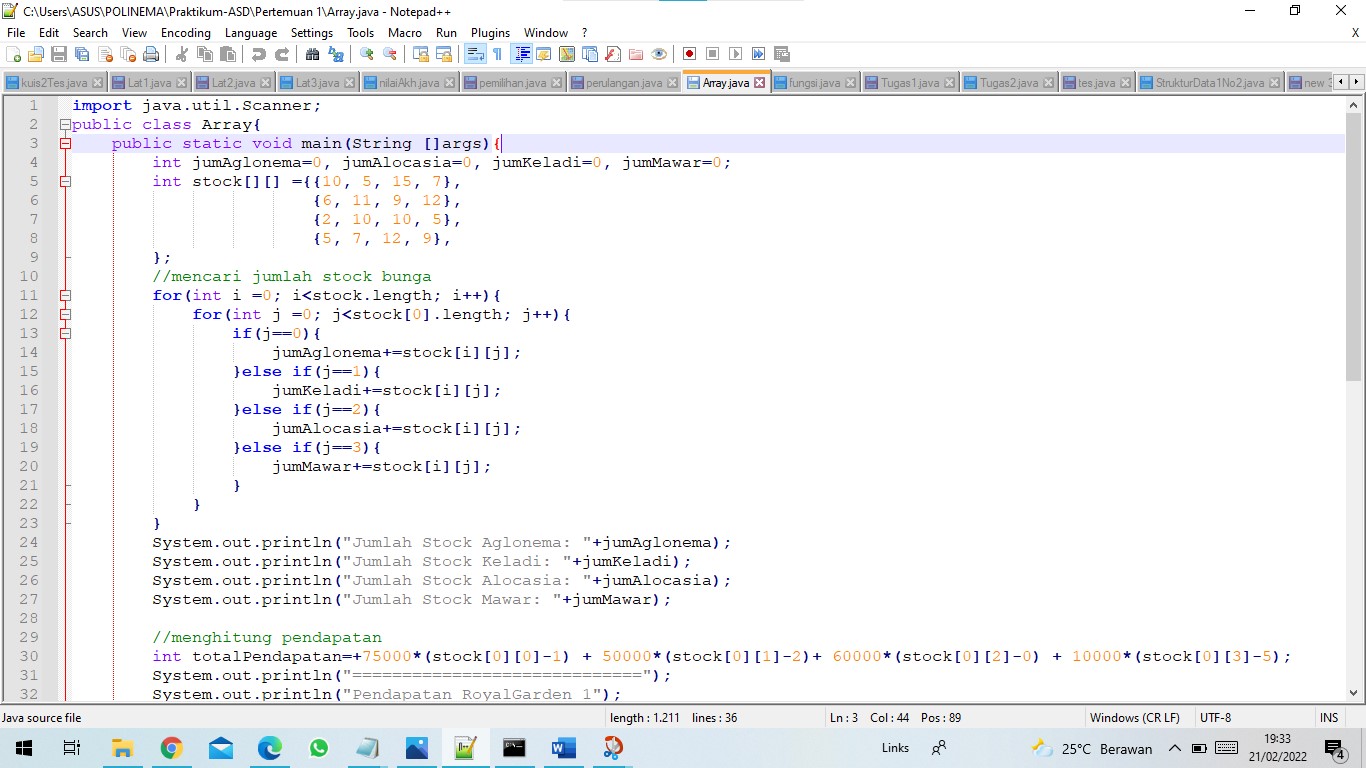 C:\Users\ASUS\POLINEMA\Praktikum-ASD\Pertemuan 1\Array.java - Notepad++
File Edit Search View Encoding Language Settings Tools Macro Run Plugins Window ? X
kuis2Tes.java Lat1.java Lat2.java Lat3.java nilaiAkh.java pemilihan.java perulangan.java Array.java fungsi.java Tugas1.java Tugas2.java tes.java StrukturData1No2.java new 3
1 import java.util.Scanner;
2 public class Array{
3 public static void main(String []args){
4 int jumAglonema=0, jumAlocasia=0, jumKeladi=0, jumMawar=0;
5 int stock[][] ={{10, 5, 15, 7},
6 {6, 11, 9, 12},
7 {2, 10, 10, 5},
8 {5, 7, 12, 9},
9 };
10 //mencari jumlah stock bunga
11 for(int i =0; i<stock.length; i++){
12 for(int j =0; j<stock[0].length; j++){
13 if(j==0){
14 jumAglonema+=stock[i][j];
15 }else if(j==1){
16 jumKeladi+=stock[i][j];
17 }else if(j==2){
18 jumAlocasia+=stock[i][j];
19 }else if(j==3){
20 jumMawar+=stock[i][j];
21 }
22 }
23 }
24 System.out.println("Jumlah Stock Aglonema: "+jumAglonema);
25 System.out.println("Jumlah Stock Keladi: "+jumKeladi);
26 System.out.println("Jumlah Stock Alocasia: "+jumAlocasia);
27 System.out.println("Jumlah Stock Mawar: "+jumMawar);
28
29 //menghitung pendapatan
30 int totalPendapatan=+75000*(stock[0][0]-1) + 50000*(stock[0][1]-2)+ 60000*(stock[0][2]-0) + 10000*(stock[0][3]-5);
31 System.out.println("=============================");
32 System.out.println("Pendapatan RoyalGarden 1");
Java source file length : 1.211 lines : 36 Ln : 3 Col : 44 Pos : 89 Windows (CR LF) UTF-8 INS
Links 25°C Berawan 19:33
21/02/2022 4